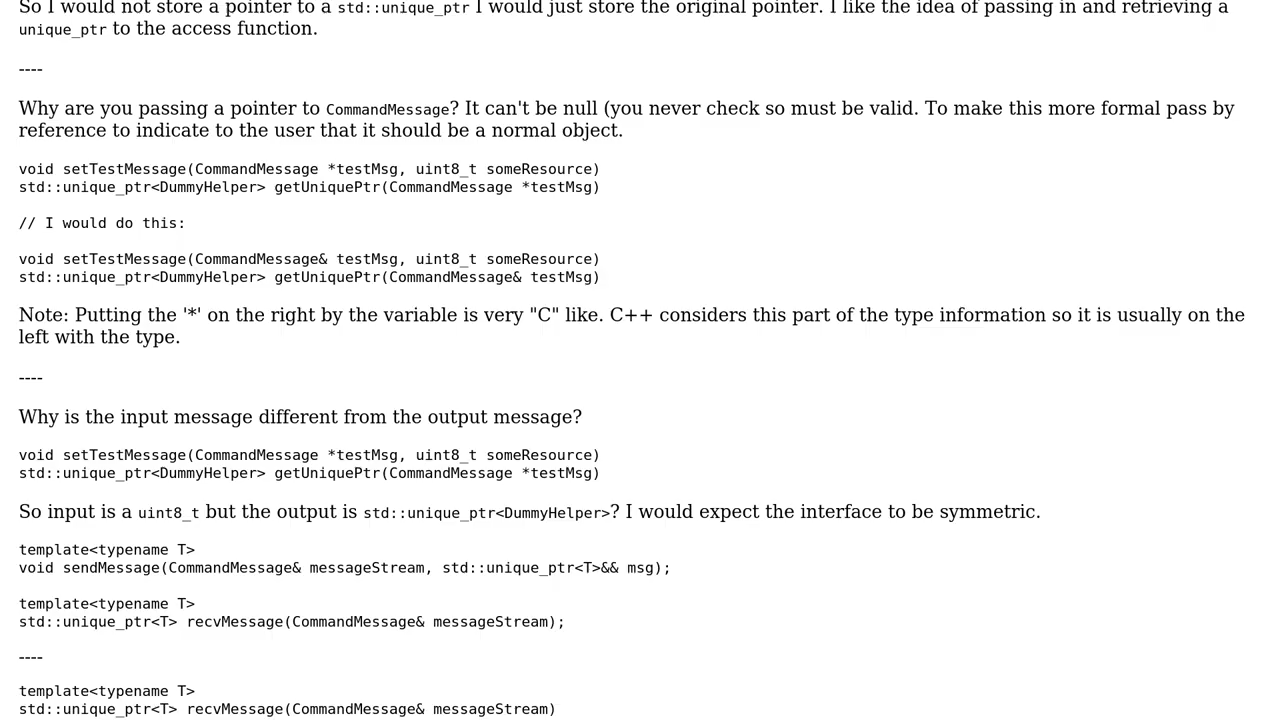 So I would not store a pointer to a std::unique_ptr I would just store the original pointer. I like the idea of passing in and retrieving a
unique_ptr to the access function.
----
Why are you passing a pointer to CommandMessage? It can't be null (you never check so must be valid. To make this more formal pass by
reference to indicate to the user that it should be a normal object.
void setTestMessage(CommandMessage *testMsg, uint8_t someResource)
std::unique_ptr<DummyHelper> getUniquePtr(CommandMessage *testMsg)
// I would do this:
void setTestMessage(CommandMessage& testMsg, uint8_t someResource)
std::unique_ptr<DummyHelper> getUniquePtr(CommandMessage& testMsg)
Note: Putting the '*' on the right by the variable is very "C" like. C++ considers this part of the type information so it is usually on the
left with the type.
----
Why is the input message different from the output message?
void setTestMessage(CommandMessage *testMsg, uint8_t someResource)
std::unique_ptr<DummyHelper> getUniquePtr(CommandMessage *testMsg)
So input is a uint8_t but the output is std::unique_ptr<DummyHelper>? I would expect the interface to be symmetric.
template<typename T>
void sendMessage(CommandMessage& messageStream, std::unique_ptr<T>&& msg);
template<typename T>
std::unique_ptr<T> recvMessage(CommandMessage& messageStream);
----
template<typename T>
std::unique_ptr<T> recvMessage(CommandMessage& messageStream)